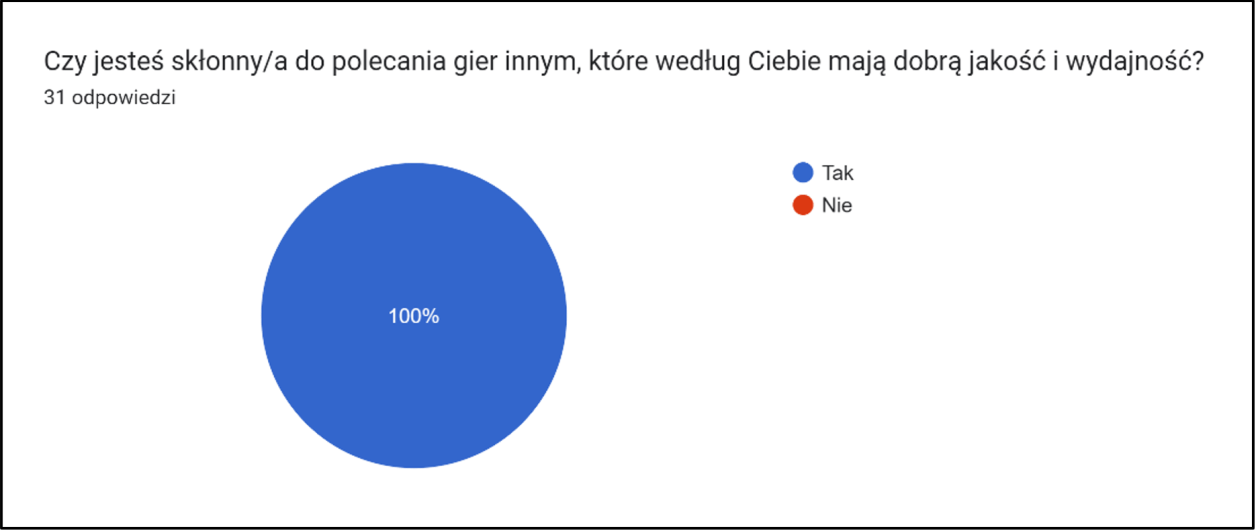 Czy jesteś skłonny/a do polecania gier innym, które według Ciebie mają dobrą jakość i wydajność?
31 odpowiedzi
Tak
Nie
100%